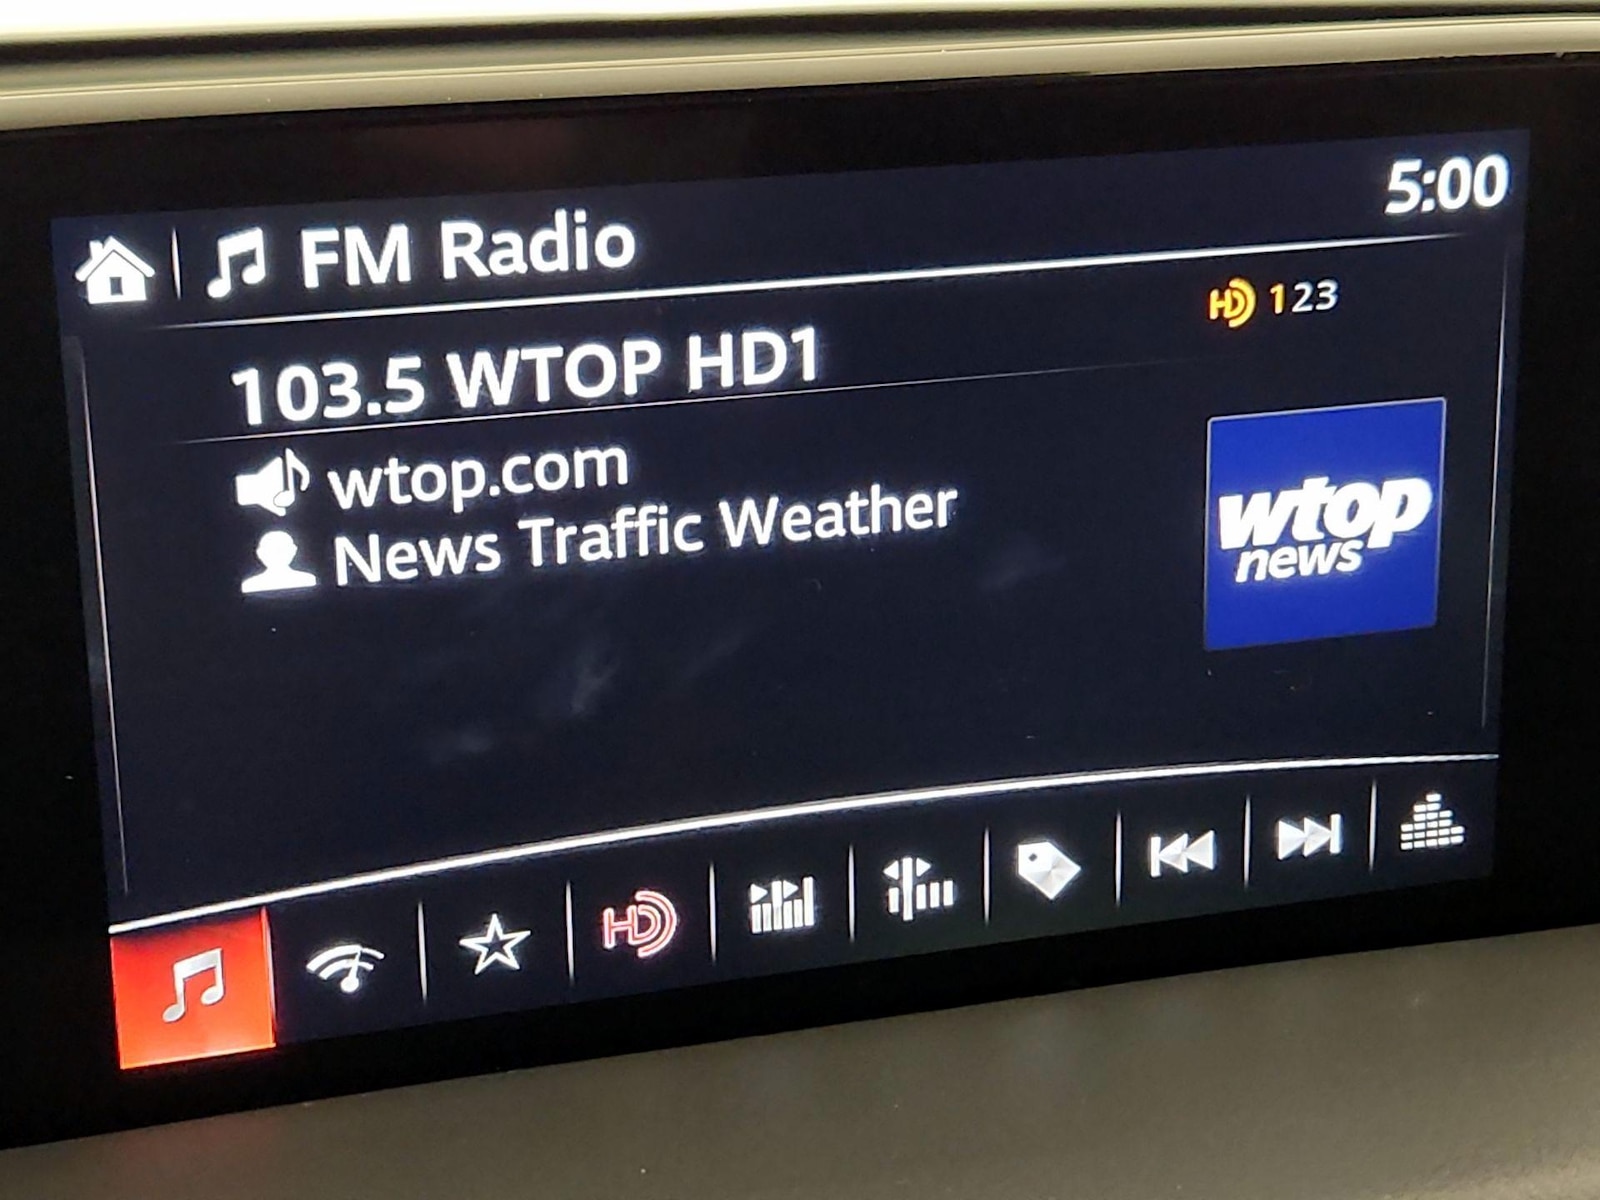 FM Radio
5:00
HD 123
103.5 WTOP HD1
wtop.com
News Traffic Weather
wtop
news
HD